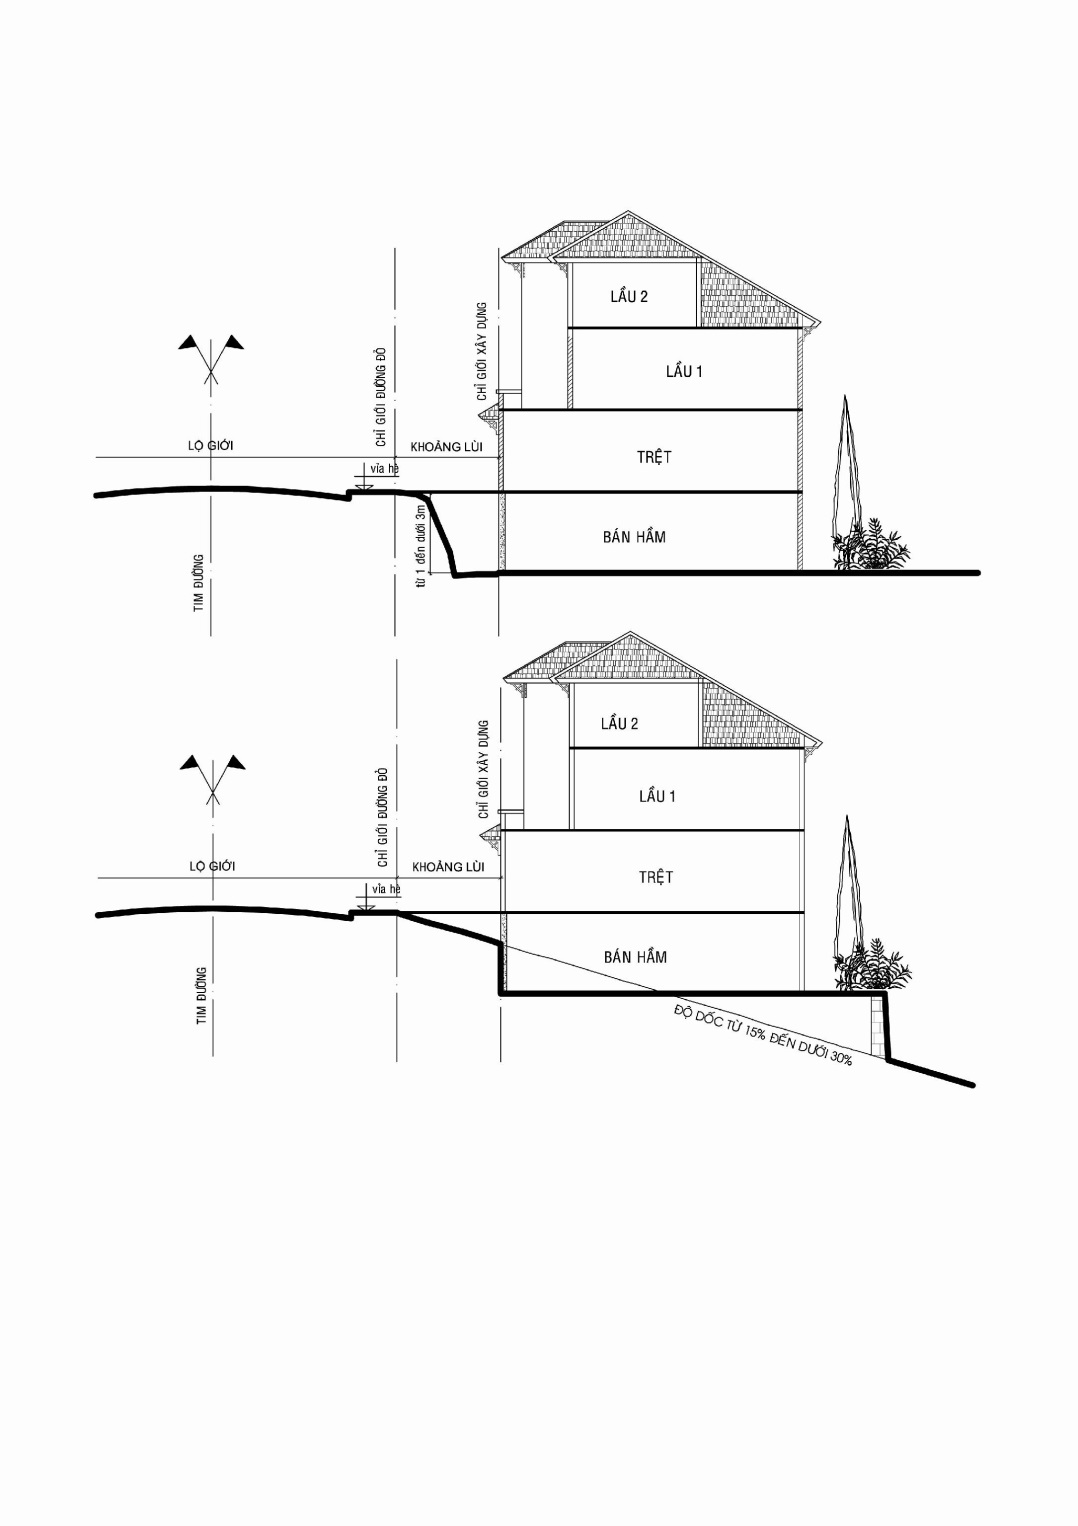 LẦU 2
CHỈ GIỚI XÂY DỰNG
LẦU 1
CHỈ GIỚI ĐƯỜNG ĐỎ
LỘ GIỚI
KHOẢNG LÙI
TRỆT
vỉa hè
từ 1 đến dưới 3m
BÁN HẦM
TIM ĐƯỜNG
LẦU 2
CHỈ GIỚI XÂY DỰNG
LẦU 1
CHỈ GIỚI ĐƯỜNG ĐỎ
LỘ GIỚI
KHOẢNG LÙI
TRỆT
vỉa hè
BÁN HẦM
TIM ĐƯỜNG
ĐỘ DỐC TỪ 15% ĐẾN DƯỚI 30%